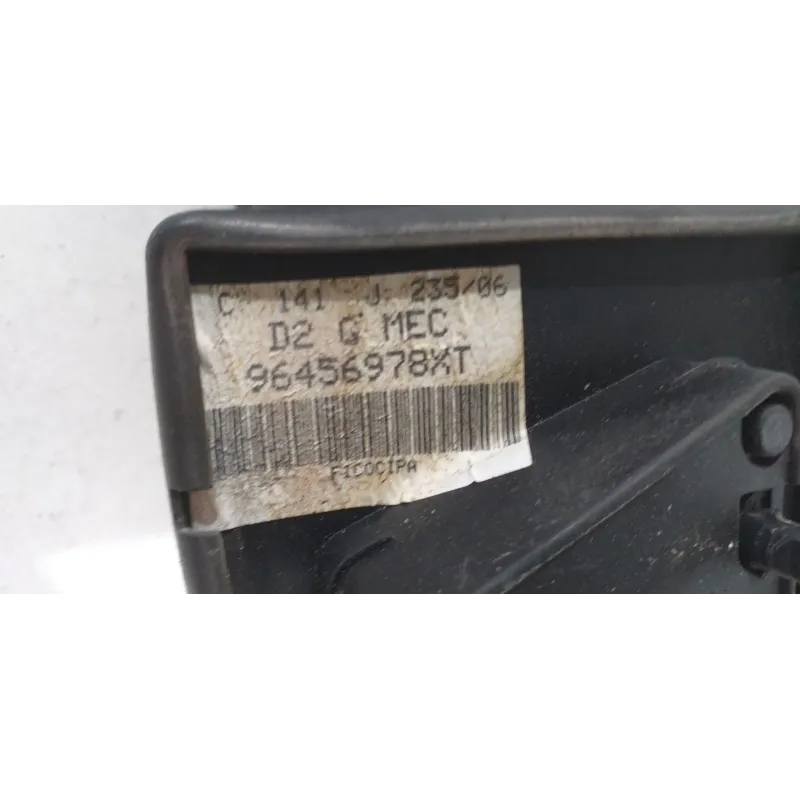 C 141 J 235/06
D2 G MEC
96456978XT
FICOCIPA